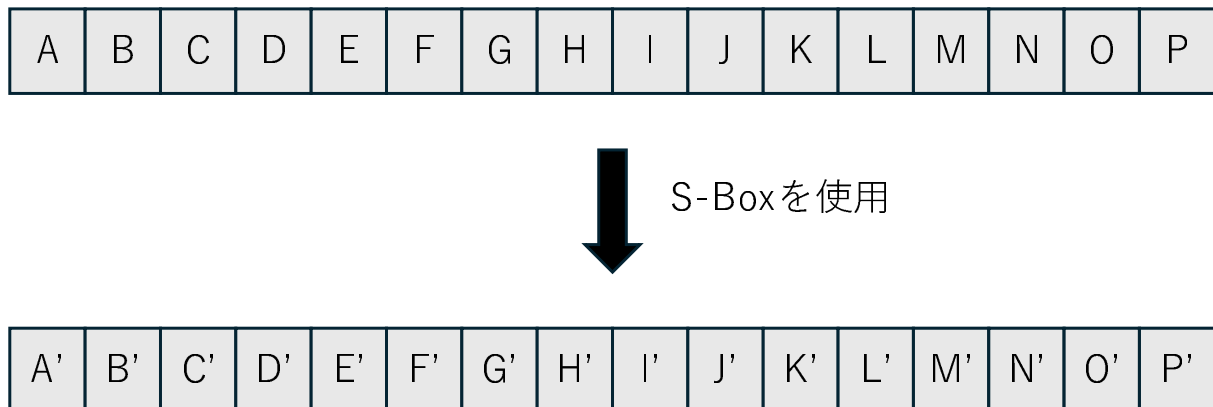 A B C D E F G H I J K L M N O P
S-Boxを使用
A' B' C' D' E' F' G' H' I' J' K' L' M' N' O' P'